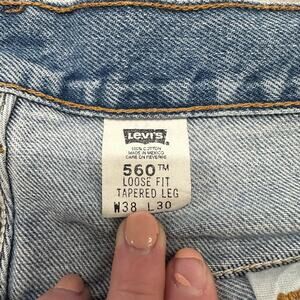 Levi's
100% COTTON
MADE IN MEXICO
CARE ON REVERSE
560™
LOOSE FIT
TAPERED LEG
W38 L30